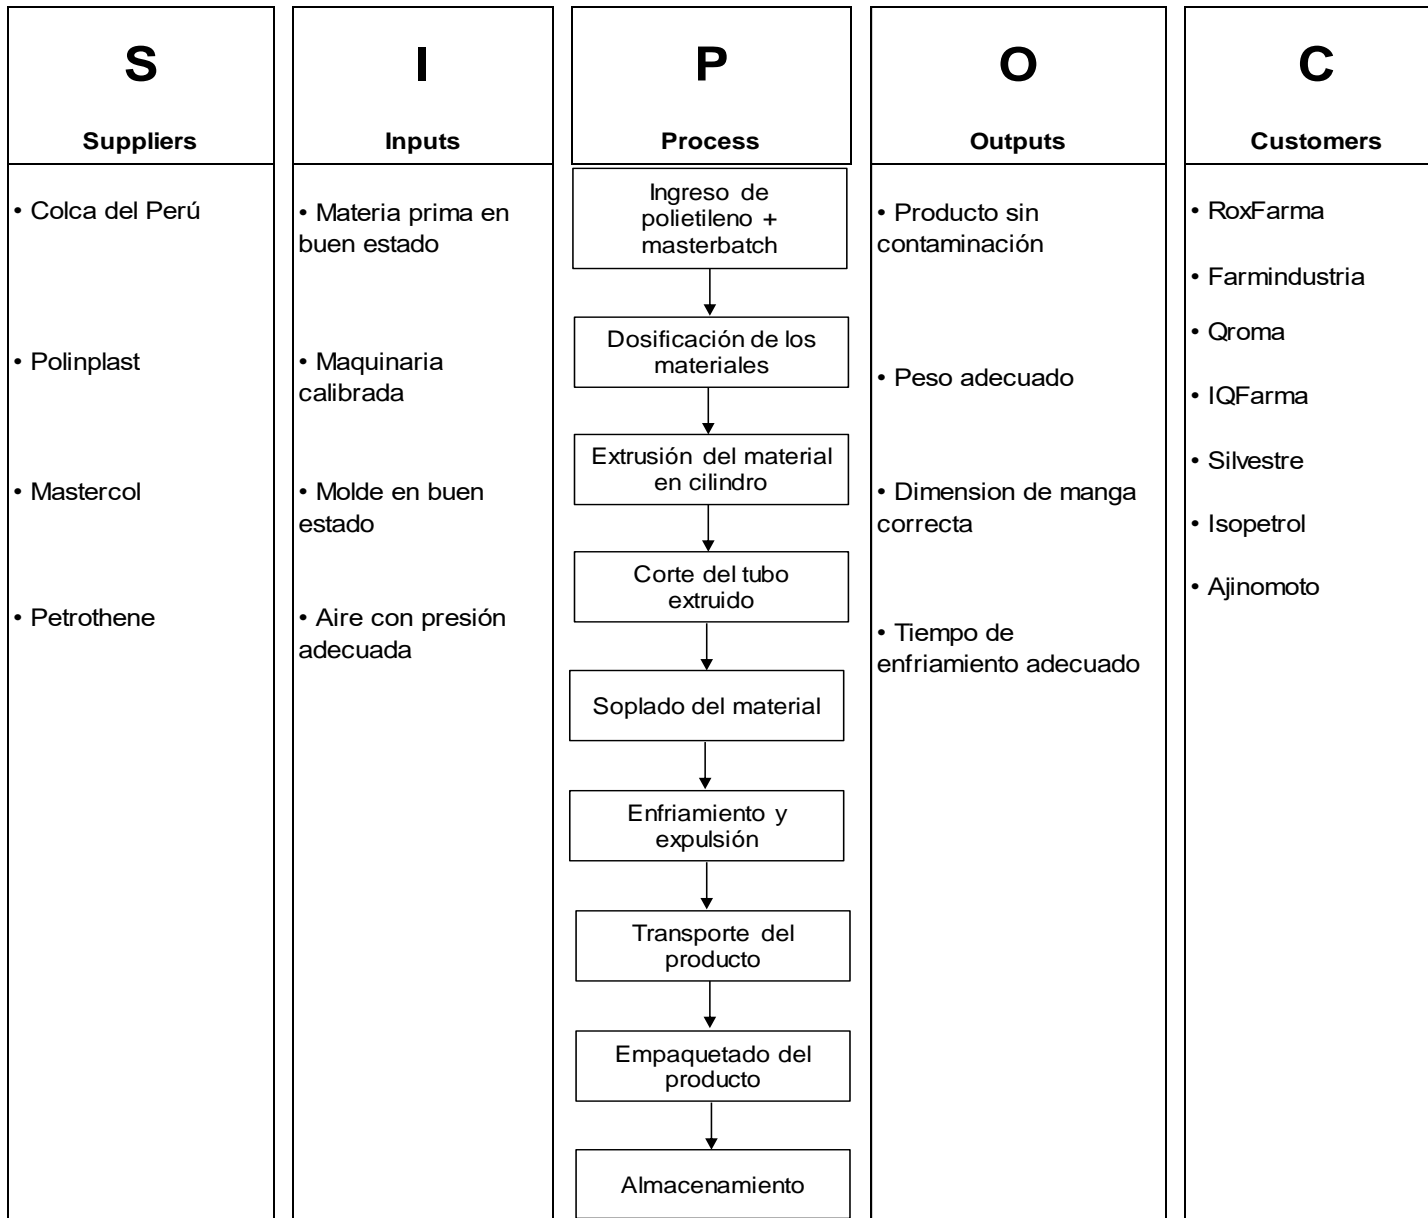 S
Suppliers
• Colca del Perú
• Polinplast
• Mastercol
• Petrothene
I
Inputs
• Materia prima en
buen estado
• Maquinaria
calibrada
• Molde en buen
estado
• Aire con presión
adecuada
P
Process
Ingreso de
polietileno +
masterbatch
Dosificación de los
materiales
Extrusión del material
en cilindro
Corte del tubo
extruido
Soplado del material
Enfriamiento y
expulsión
Transporte del
producto
Empaquetado del
producto
Almacenamiento
O
Outputs
• Producto sin
contaminación
• Peso adecuado
• Dimension de manga
correcta
• Tiempo de
enfriamiento adecuado
C
Customers
• RoxFarma
• Farmindustria
• Qroma
• IQFarma
• Silvestre
• Isopetrol
• Ajinomoto